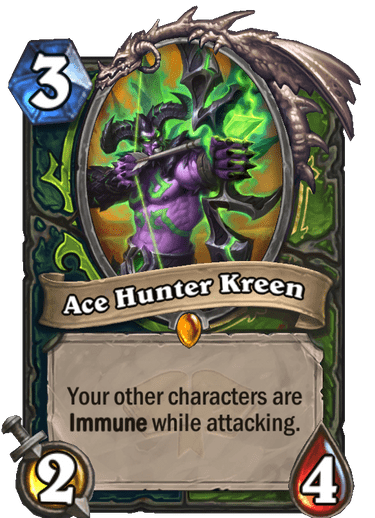 3
Ace Hunter Kreen
Your other characters are
Immune while attacking.
2
4